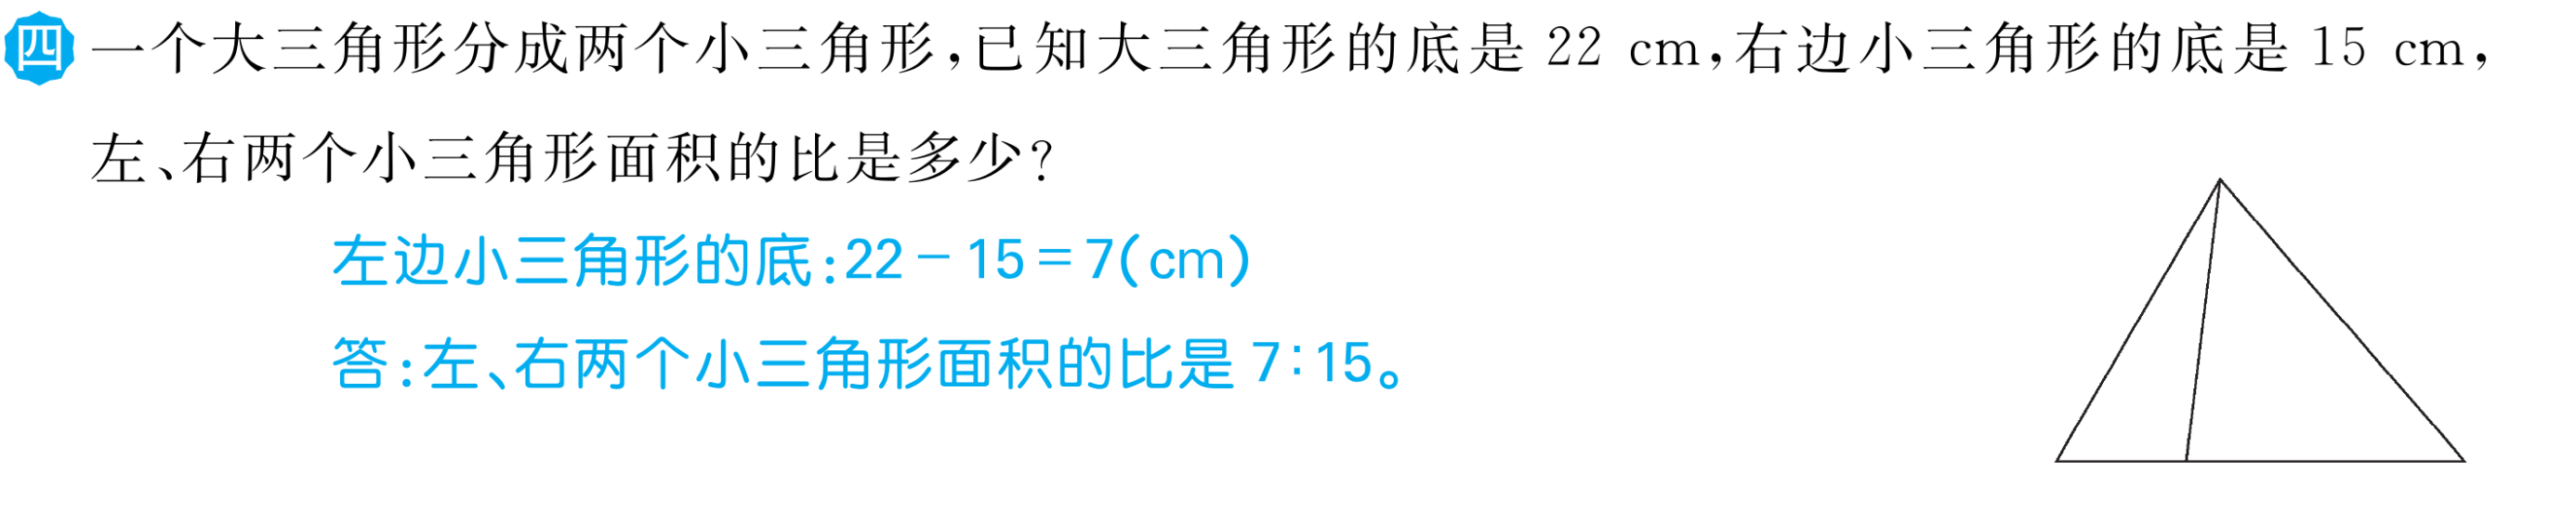 四 一个大三角形分成两个小三角形,已知大三角形的底是 22 cm,右边小三角形的底是 15 cm,
左、右两个小三角形面积的比是多少?
左边小三角形的底:22－15＝7(cm)
答:左、右两个小三角形面积的比是 7∶15。